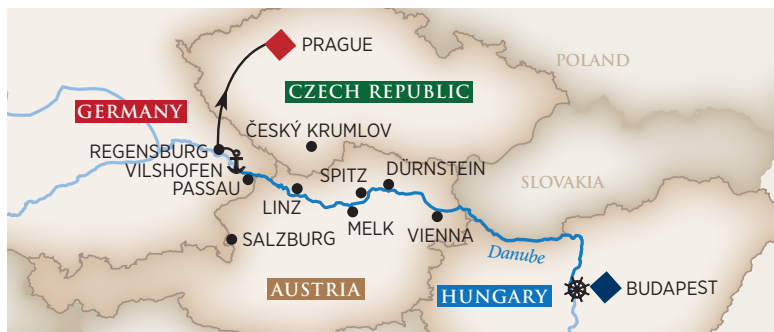 PRAGUE
POLAND
CZECH REPUBLIC
GERMANY
ČESKÝ KRUMLOV
REGENSBURG
VILSHOFEN
PASSAU
SPITZ
DÜRNSTEIN
SLOVAKIA
LINZ
MELK
VIENNA
SALZBURG
Danube
AUSTRIA
HUNGARY
BUDAPEST